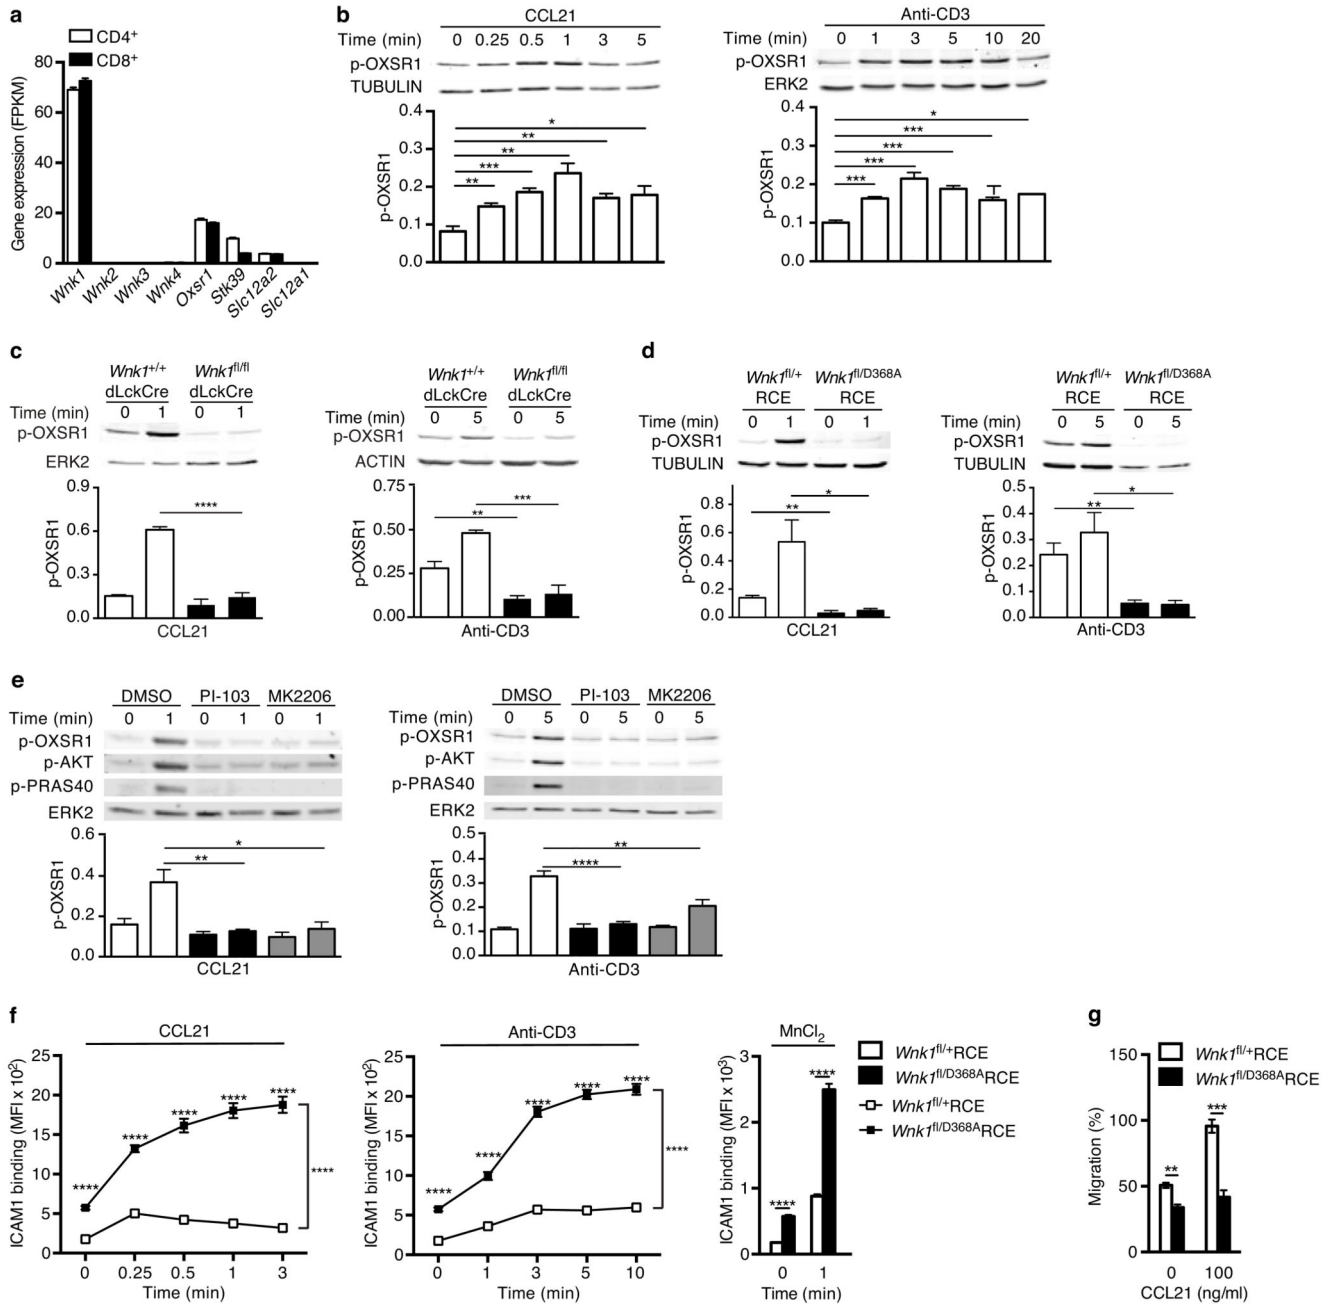 a
CD4+
CD8+
Gene expression (FPKM)
80
60
40
20
0
Wnk1
Wnk2
Wnk3
Wnk4
Oxsr1
Stk39
Slc12a2
Slc12a1
b
CCL21
Time (min) 0 0.25 0.5 1 3 5
p-OXSR1
TUBULIN
p-OXSR1
0.4
0.3
0.2
0.1
0.0
*
**
**
***
**
Anti-CD3
Time (min) 0 1 3 5 10 20
p-OXSR1
ERK2
p-OXSR1
0.4
0.3
0.2
0.1
0.0
*
***
***
***
***
c
Wnk1+/+ Wnk1fl/fl
dLckCre dLckCre
Time (min) 0 1 0 1
p-OXSR1
ERK2
p-OXSR1
0.9
0.6
0.3
0.0
****
CCL21
Wnk1+/+ Wnk1fl/fl
dLckCre dLckCre
Time (min) 0 5 0 5
p-OXSR1
ACTIN
p-OXSR1
0.75
0.50
0.25
0.00
***
**
Anti-CD3
d
Wnk1fl/+ Wnk1fl/D368A
RCE RCE
Time (min) 0 1 0 1
p-OXSR1
TUBULIN
p-OXSR1
0.8
0.6
0.4
0.2
0.0
*
**
CCL21
Wnk1fl/+ Wnk1fl/D368A
RCE RCE
Time (min) 0 5 0 5
p-OXSR1
TUBULIN
p-OXSR1
0.5
0.4
0.3
0.2
0.1
0.0
*
**
Anti-CD3
e
DMSO PI-103 MK2206
Time (min) 0 1 0 1 0 1
p-OXSR1
p-AKT
p-PRAS40
ERK2
p-OXSR1
0.6
0.4
0.2
0.0
*
**
CCL21
DMSO PI-103 MK2206
Time (min) 0 5 0 5 0 5
p-OXSR1
p-AKT
p-PRAS40
ERK2
p-OXSR1
0.5
0.4
0.3
0.2
0.1
0.0
**
****
Anti-CD3
f
CCL21
ICAM1 binding (MFI x 10²)
25
20
15
10
5
0
**** **** **** **** ****
****
0 0.25 0.5 1 3
Time (min)
Anti-CD3
ICAM1 binding (MFI x 10²)
25
20
15
10
5
0
**** **** **** **** ****
****
0 1 3 5 10
Time (min)
MnCl2
ICAM1 binding (MFI x 10³)
3
2
1
0
**** ****
0 1
Time (min)
Wnk1fl/+RCE
Wnk1fl/D368ARCE
Wnk1fl/+RCE
Wnk1fl/D368ARCE
g
Wnk1fl/+RCE
Wnk1fl/D368ARCE
Migration (%)
150
100
50
0
** ***
0 100
CCL21 (ng/ml)